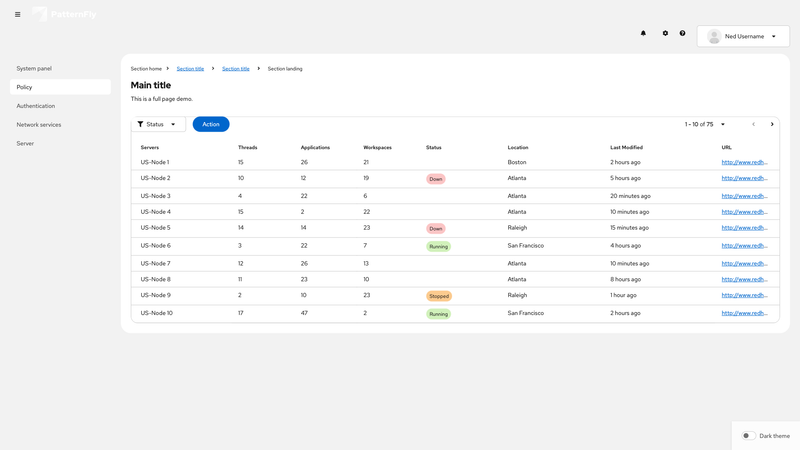 PatternFly
Ned Username
System panel
Policy
Authentication
Network services
Server
Section home Section title Section title Section landing
Main title
This is a full page demo.
Status Action 1 - 10 of 75
Servers Threads Applications Workspaces Status Location Last Modified URL
US-Node 1 15 26 21 Boston 2 hours ago http://www.redh...
US-Node 2 10 12 19 Down Atlanta 5 hours ago http://www.redh...
US-Node 3 4 22 6 Atlanta 20 minutes ago http://www.redh...
US-Node 4 15 2 22 Atlanta 10 minutes ago http://www.redh...
US-Node 5 14 14 23 Down Raleigh 15 minutes ago http://www.redh...
US-Node 6 3 22 7 Running San Francisco 4 hours ago http://www.redh...
US-Node 7 12 26 13 Atlanta 10 minutes ago http://www.redh...
US-Node 8 11 23 10 Atlanta 8 hours ago http://www.redh...
US-Node 9 2 10 23 Stopped Raleigh 1 hour ago http://www.redh...
US-Node 10 17 47 2 Running San Francisco 2 hours ago http://www.redh...
Dark theme